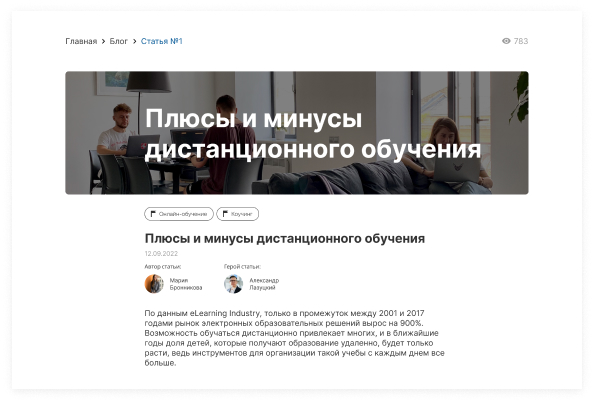 Главная > Блог > Статья №1
783
Плюсы и минусы
дистанционного обучения
Онлайн-обучение Коучинг
Плюсы и минусы дистанционного обучения
12.09.2022
Автор статьи: Герой статьи:
Мария Александр
Бронникова Лазуцкий
По данным eLearning Industry, только в промежуток между 2001 и 2017
годами рынок электронных образовательных решений вырос на 900%.
Возможность обучаться дистанционно привлекает многих, и в ближайшие
годы доля детей, которые получают образование удаленно, будет только
расти, ведь инструментов для организации такой учебы с каждым днем все
больше.